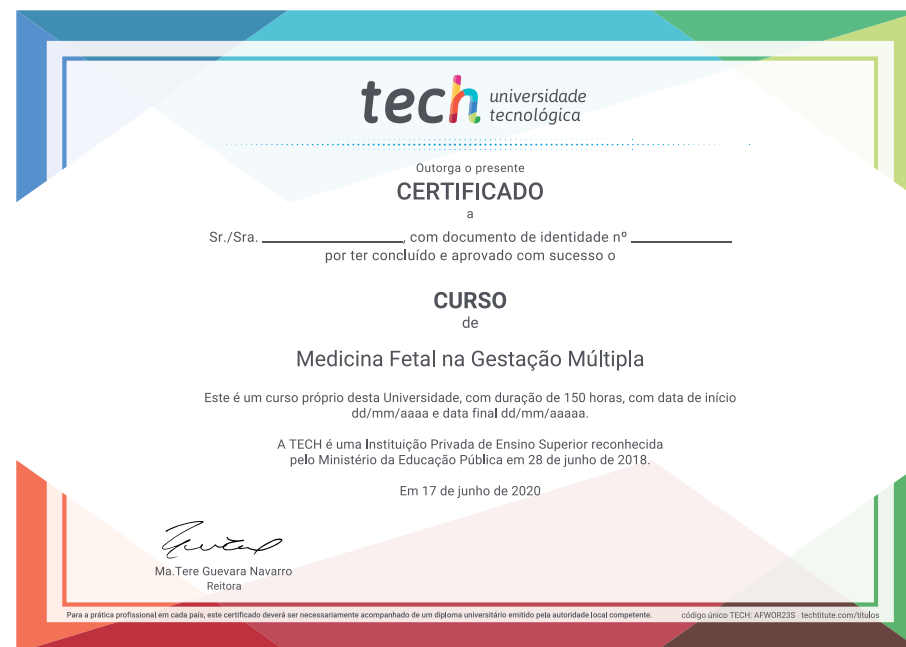 tech universidade
tecnológica
Outorga o presente
CERTIFICADO
a
Sr./Sra. ____________, com documento de identidade nº ____________
por ter concluído e aprovado com sucesso o
CURSO
de
Medicina Fetal na Gestação Múltipla
Este é um curso próprio desta Universidade, com duração de 150 horas, com data de início
dd/mm/aaaa e data final dd/mm/aaaaa.
A TECH é uma Instituição Privada de Ensino Superior reconhecida
pelo Ministério da Educação Pública em 28 de junho de 2018.
Em 17 de junho de 2020
Ma.Tere Guevara Navarro
Reitora
Para a prática profissional em cada país, este certificado deverá ser necessariamente acompanhado de um diploma universitário emitido pela autoridade local competente. código único TECH: AFWOR23S techtitute.com/titulos